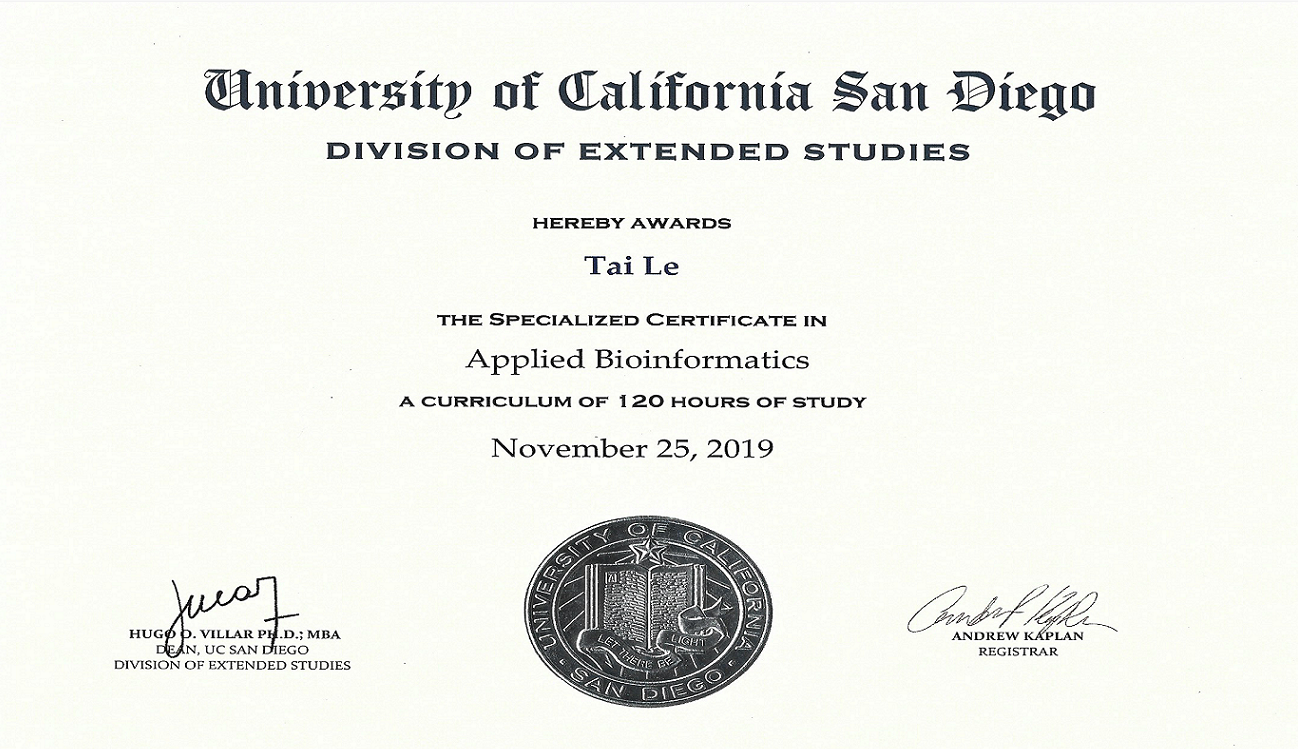 University of California San Diego
DIVISION OF EXTENDED STUDIES
HEREBY AWARDS
Tai Le
THE SPECIALIZED CERTIFICATE IN
Applied Bioinformatics
A CURRICULUM OF 120 HOURS OF STUDY
November 25, 2019
UNIVERSITY OF CALIFORNIA
LET THERE BE LIGHT
SAN DIEGO
HUGO O. VILLAR PH.D.; MBA
DEAN, UC SAN DIEGO
DIVISION OF EXTENDED STUDIES
ANDREW KAPLAN
REGISTRAR